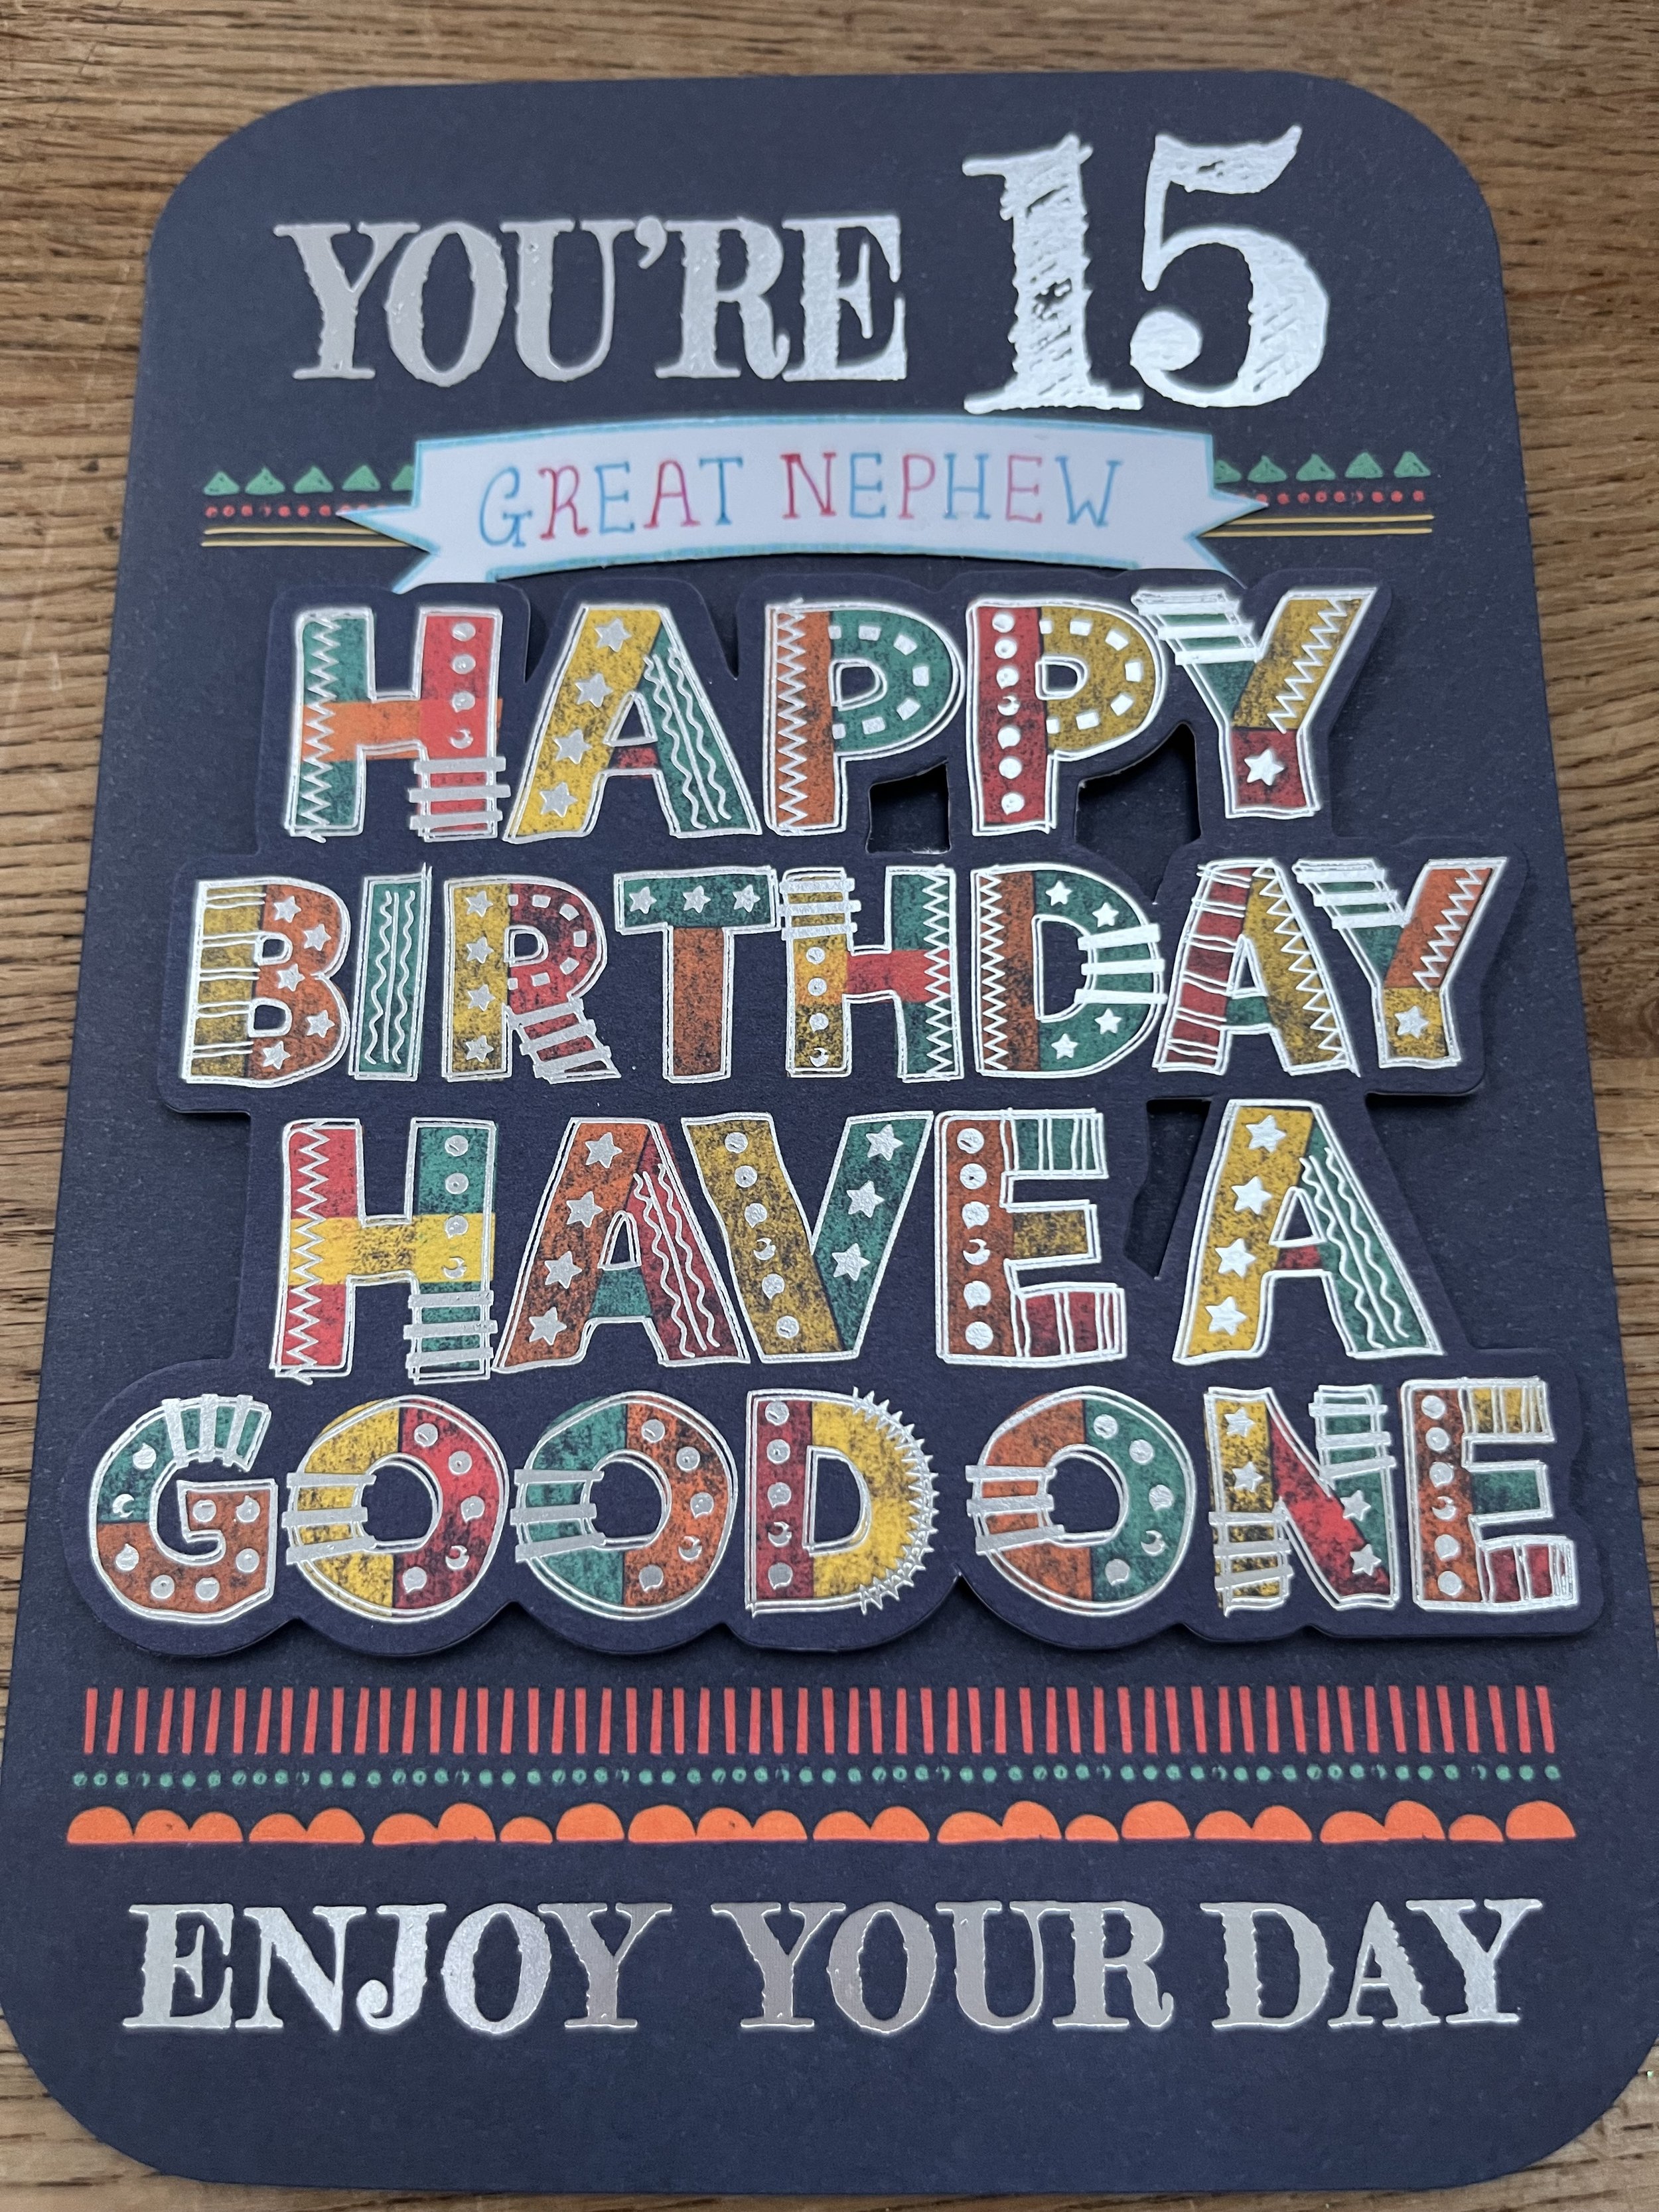 YOU'RE 15
GREAT NEPHEW
HAPPY
BIRTHDAY
HAVE A
GOOD ONE
ENJOY YOUR DAY